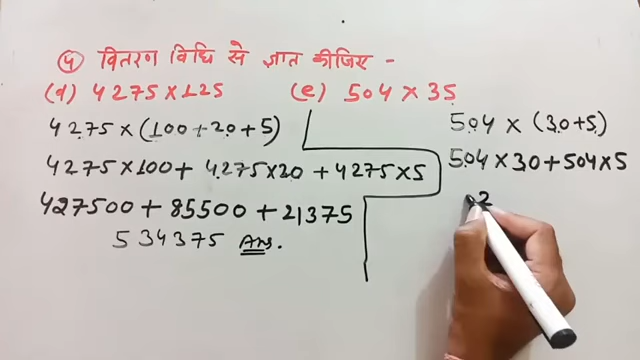 ५ वितरण विधि से ज्ञात कीजिए -
(d) 4275×125
(e) 504 × 35
4275 × (100+20+5)
4275×100+ 4275×20 + 4275×5
427500 + 85500 + 21375
534375 Ans.
504 × (30+5)
504 × 30+504×5